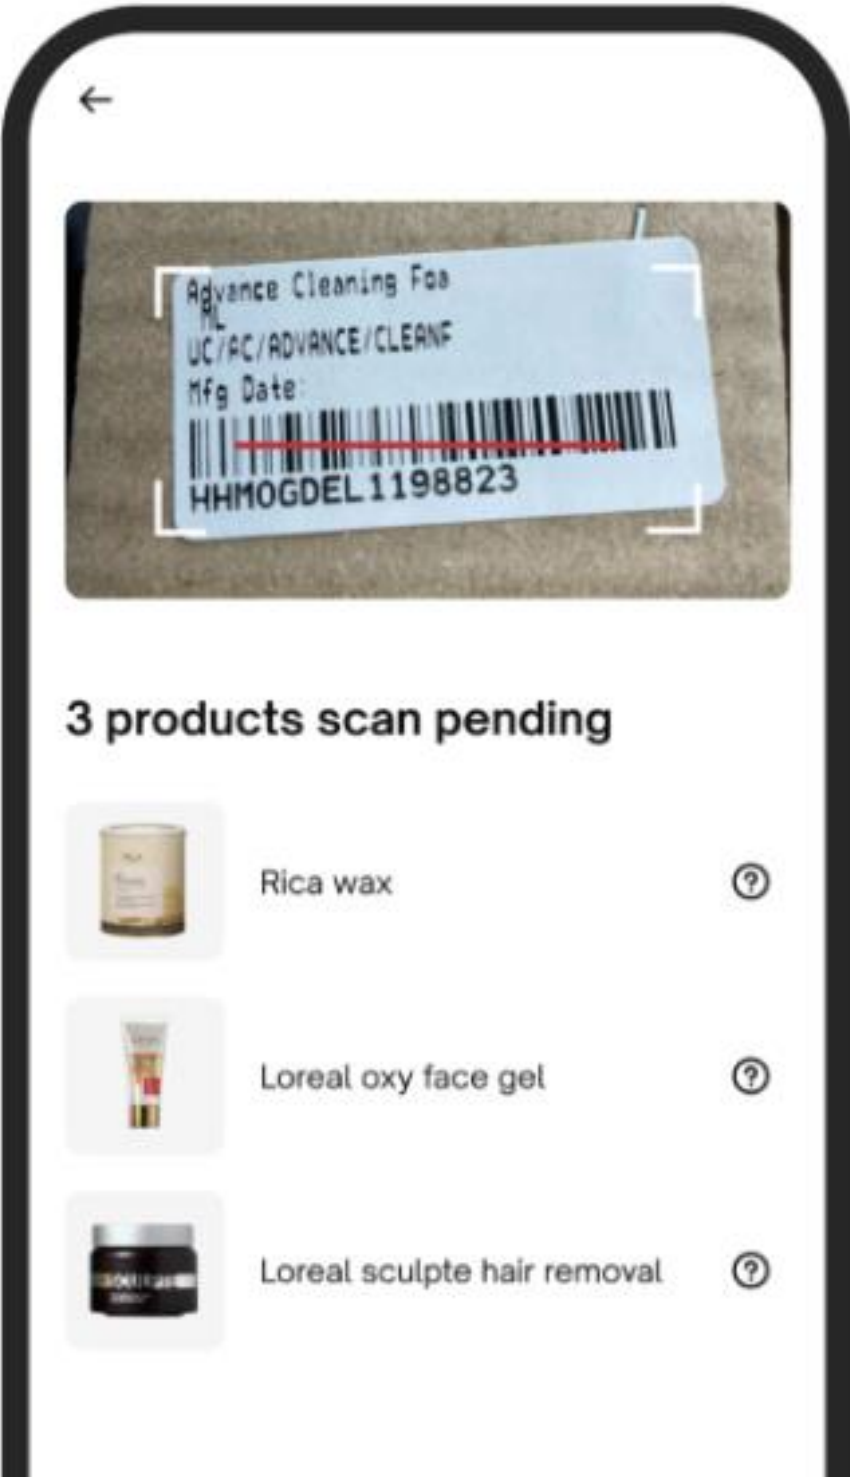 Advance Cleaning Foa
ML
UC/AC/ADVANCE/CLEANF
Mfg Date:
HHMOGDEL1198823
3 products scan pending
Rica wax
Loreal oxy face gel
Loreal sculpte hair removal